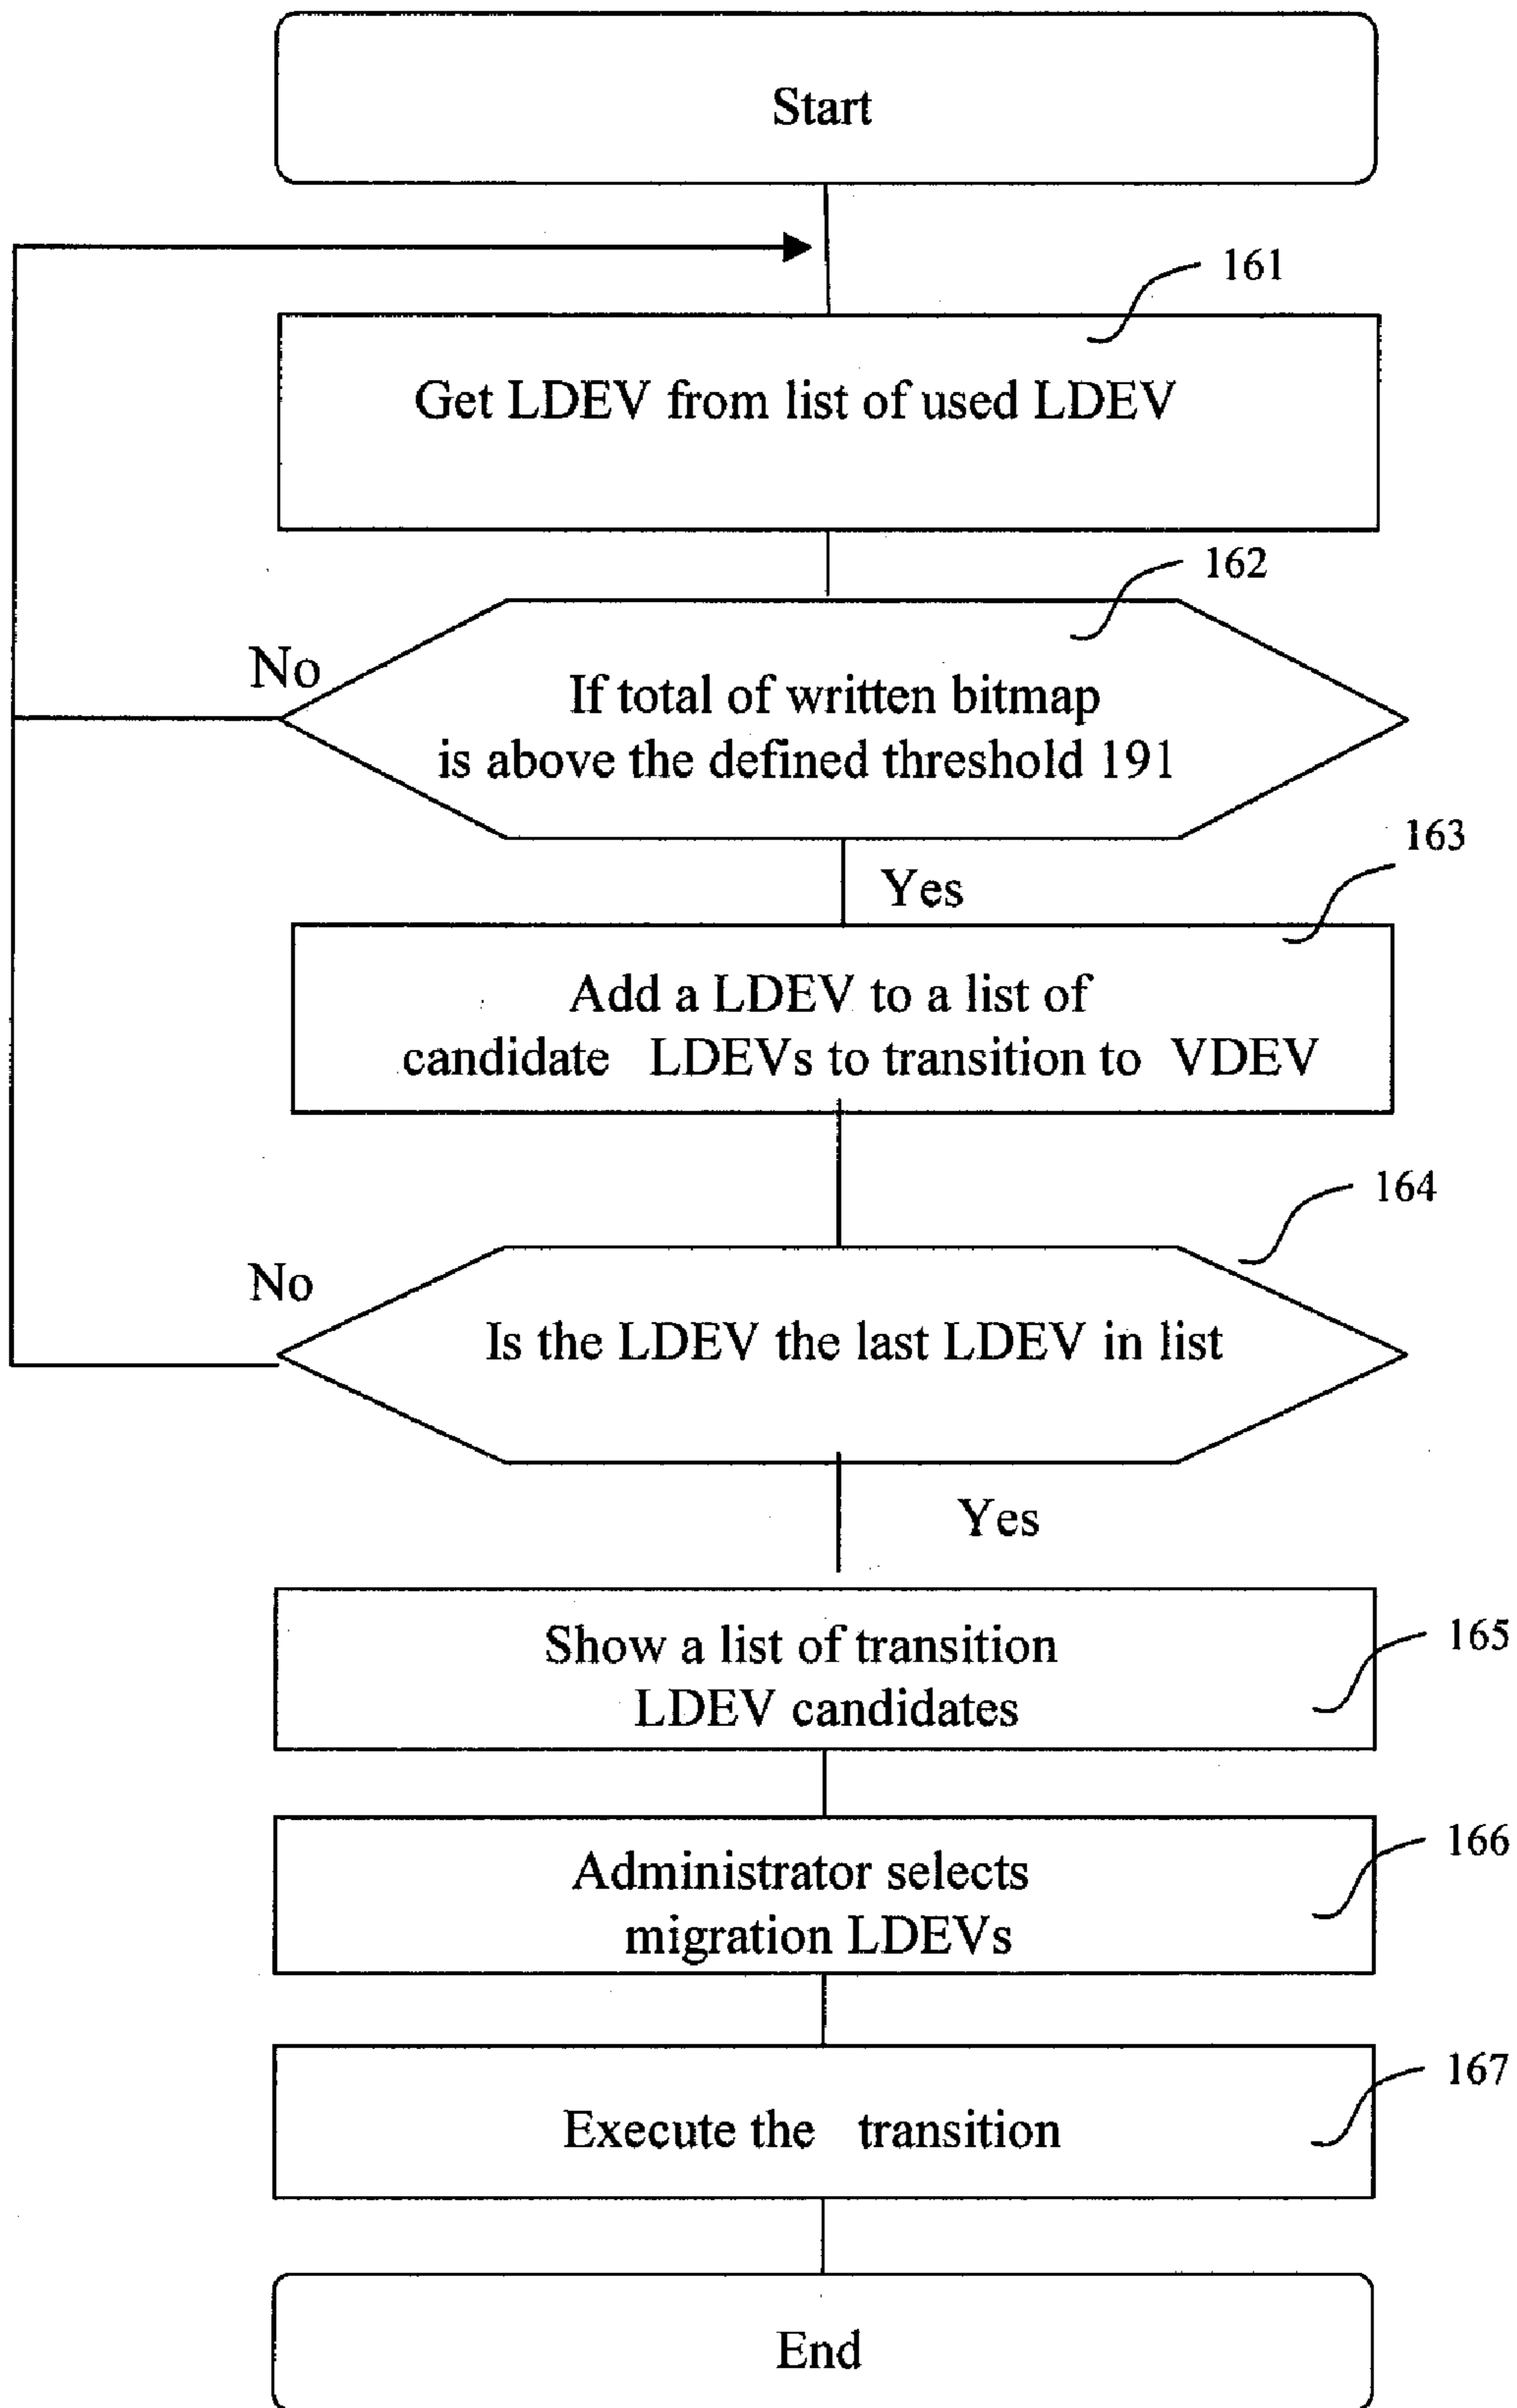 Start
161
Get LDEV from list of used LDEV
162
No
If total of written bitmap
is above the defined threshold 191
Yes
163
Add a LDEV to a list of
candidate LDEVs to transition to VDEV
164
No
Is the LDEV the last LDEV in list
Yes
Show a list of transition
LDEV candidates
165
Administrator selects
migration LDEVs
166
Execute the transition
167
End